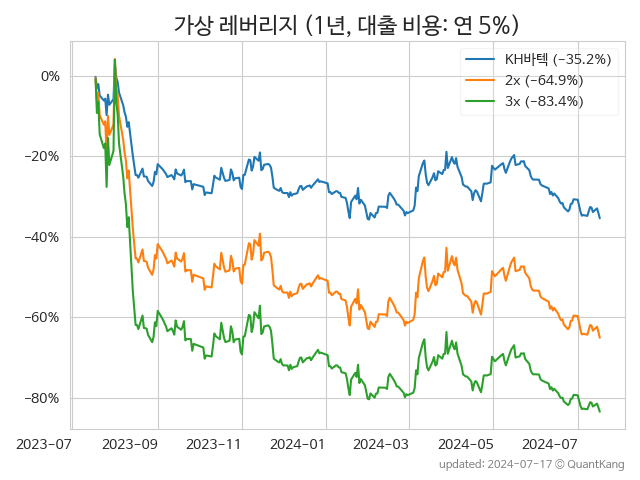 가상 레버리지 (1년, 대출 비용: 연 5%)
KH바텍 (−35.2%)
2x (−64.9%)
3x (−83.4%)
0%
−20%
−40%
−60%
−80%
2023−07 2023−09 2023−11 2024−01 2024−03 2024−05 2024−07
updated: 2024−07−17 © QuantKang